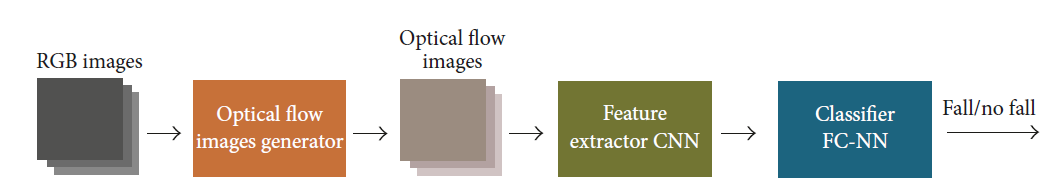 RGB images
Optical flow
images generator
Optical flow
images
Feature
extractor CNN
Classifier
FC-NN
Fall/no fall